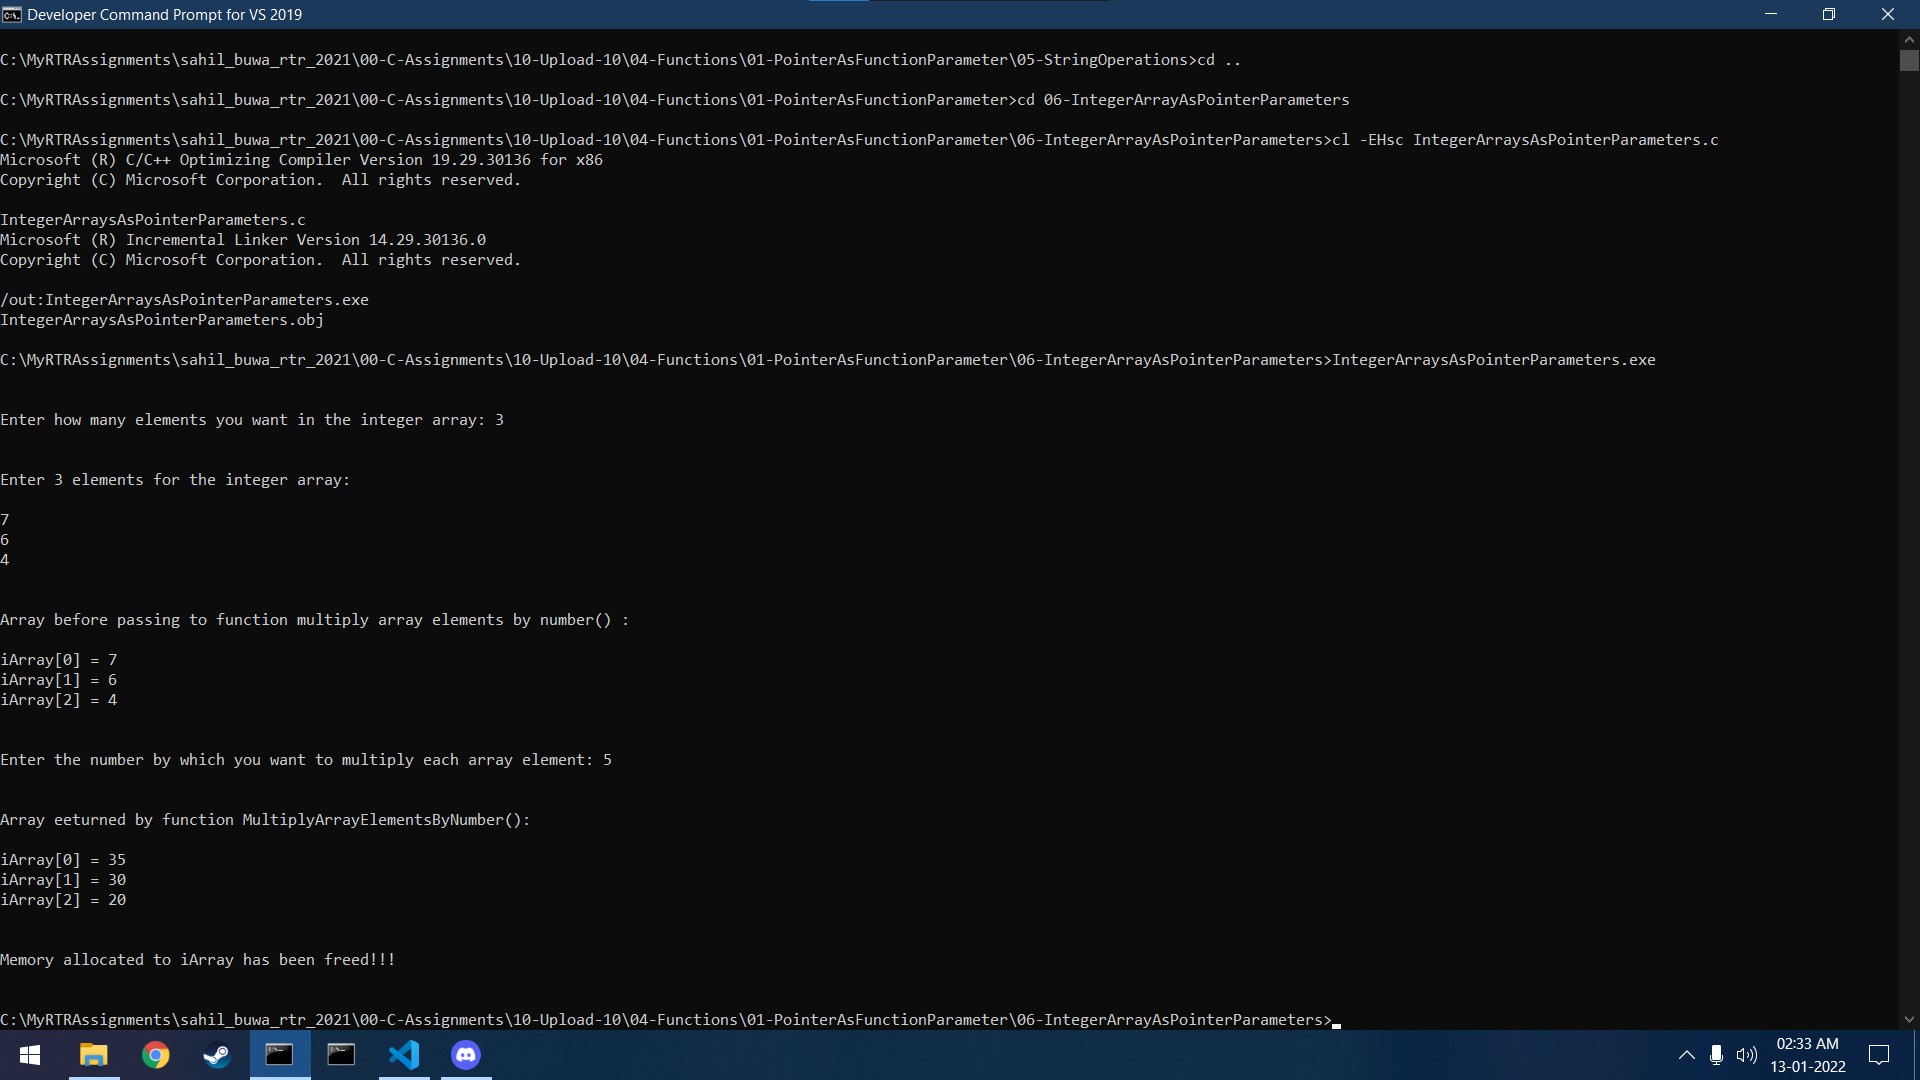 Developer Command Prompt for VS 2019
C:\MyRTRAssignments\sahil_buwa_rtr_2021\00-C-Assignments\10-Upload-10\04-Functions\01-PointerAsFunctionParameter\05-StringOperations>cd ..
C:\MyRTRAssignments\sahil_buwa_rtr_2021\00-C-Assignments\10-Upload-10\04-Functions\01-PointerAsFunctionParameter>cd 06-IntegerArrayAsPointerParameters
C:\MyRTRAssignments\sahil_buwa_rtr_2021\00-C-Assignments\10-Upload-10\04-Functions\01-PointerAsFunctionParameter\06-IntegerArrayAsPointerParameters>cl -EHsc IntegerArraysAsPointerParameters.c
Microsoft (R) C/C++ Optimizing Compiler Version 19.29.30136 for x86
Copyright (C) Microsoft Corporation.  All rights reserved.
IntegerArraysAsPointerParameters.c
Microsoft (R) Incremental Linker Version 14.29.30136.0
Copyright (C) Microsoft Corporation.  All rights reserved.
/out:IntegerArraysAsPointerParameters.exe
IntegerArraysAsPointerParameters.obj
C:\MyRTRAssignments\sahil_buwa_rtr_2021\00-C-Assignments\10-Upload-10\04-Functions\01-PointerAsFunctionParameter\06-IntegerArrayAsPointerParameters>IntegerArraysAsPointerParameters.exe
Enter how many elements you want in the integer array: 3
Enter 3 elements for the integer array:
7
6
4
Array before passing to function multiply array elements by number() :
iArray[0] = 7
iArray[1] = 6
iArray[2] = 4
Enter the number by which you want to multiply each array element: 5
Array eeturned by function MultiplyArrayElementsByNumber():
iArray[0] = 35
iArray[1] = 30
iArray[2] = 20
Memory allocated to iArray has been freed!!!
C:\MyRTRAssignments\sahil_buwa_rtr_2021\00-C-Assignments\10-Upload-10\04-Functions\01-PointerAsFunctionParameter\06-IntegerArrayAsPointerParameters>
02:33 AM
13-01-2022